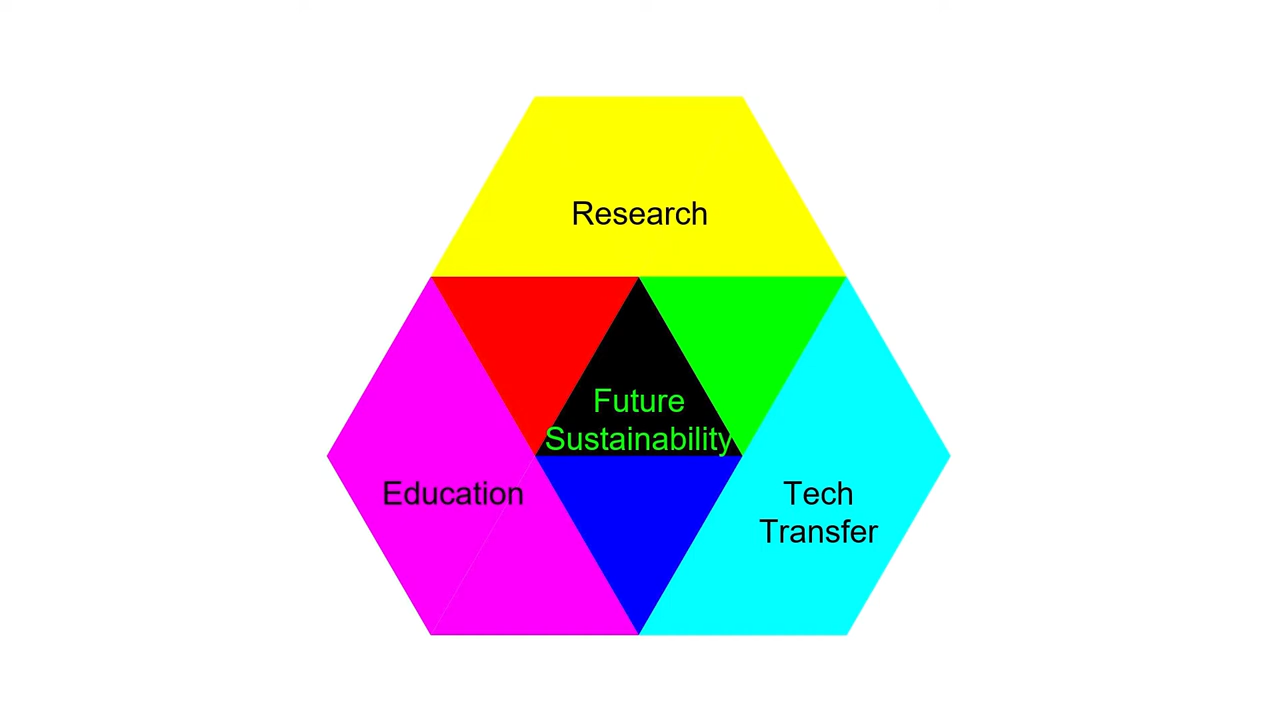 Research
Future
Sustainability
Education
Tech
Transfer